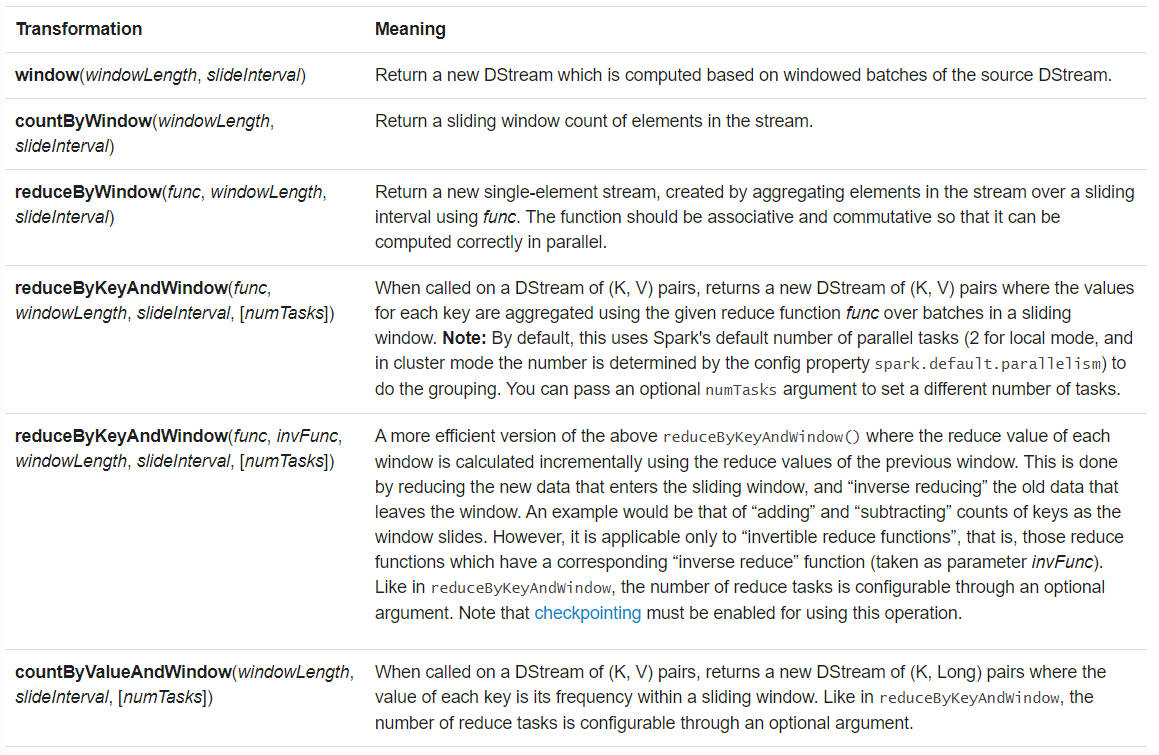 Transformation Meaning
window(windowLength, slideInterval) Return a new DStream which is computed based on windowed batches of the source DStream.
countByWindow(windowLength,
slideInterval)
Return a sliding window count of elements in the stream.
reduceByWindow(func, windowLength,
slideInterval)
Return a new single-element stream, created by aggregating elements in the stream over a sliding
interval using func. The function should be associative and commutative so that it can be
computed correctly in parallel.
reduceByKeyAndWindow(func,
windowLength, slideInterval, [numTasks])
When called on a DStream of (K, V) pairs, returns a new DStream of (K, V) pairs where the values
for each key are aggregated using the given reduce function func over batches in a sliding
window. Note: By default, this uses Spark's default number of parallel tasks (2 for local mode, and
in cluster mode the number is determined by the config property spark.default.parallelism) to
do the grouping. You can pass an optional numTasks argument to set a different number of tasks.
reduceByKeyAndWindow(func, invFunc,
windowLength, slideInterval, [numTasks])
A more efficient version of the above reduceByKeyAndWindow() where the reduce value of each
window is calculated incrementally using the reduce values of the previous window. This is done
by reducing the new data that enters the sliding window, and “inverse reducing” the old data that
leaves the window. An example would be that of “adding” and “subtracting” counts of keys as the
window slides. However, it is applicable only to “invertible reduce functions”, that is, those reduce
functions which have a corresponding “inverse reduce” function (taken as parameter invFunc).
Like in reduceByKeyAndWindow, the number of reduce tasks is configurable through an optional
argument. Note that checkpointing must be enabled for using this operation.
countByValueAndWindow(windowLength,
slideInterval, [numTasks])
When called on a DStream of (K, V) pairs, returns a new DStream of (K, Long) pairs where the
value of each key is its frequency within a sliding window. Like in reduceByKeyAndWindow, the
number of reduce tasks is configurable through an optional argument.